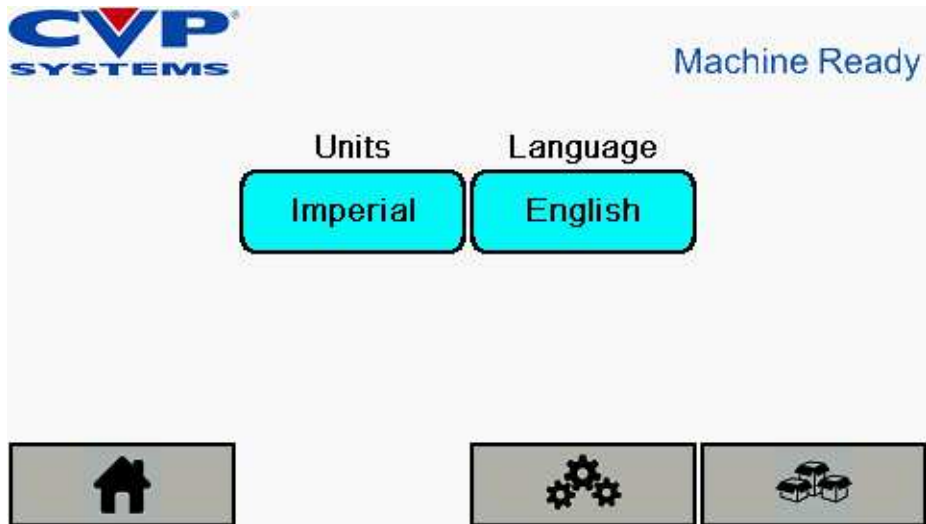 CVP
SYSTEMS
Machine Ready
Units
Language
Imperial
English